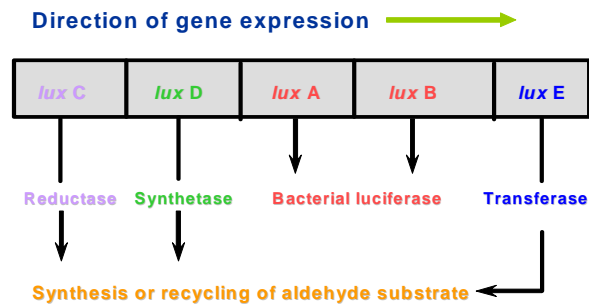 Direction of gene expression
lux C lux D lux A lux B lux E
Reductase Synthetase Bacterial luciferase Transferase
Synthesis or recycling of aldehyde substrate